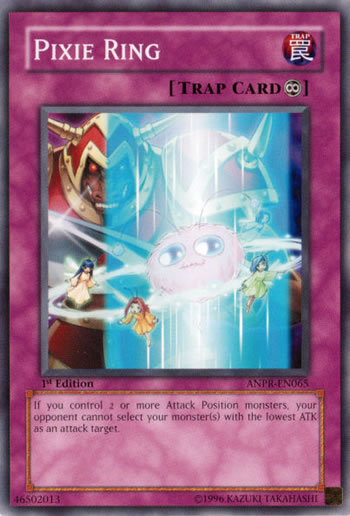 PIXIE RING
TRAP
罠
[TRAP CARD]
1st Edition
ANPR-EN065
If you control 2 or more Attack Position monsters, your
opponent cannot select your monster(s) with the lowest ATK
as an attack target.
46502013
©1996 KAZUKI TAKAHASHI